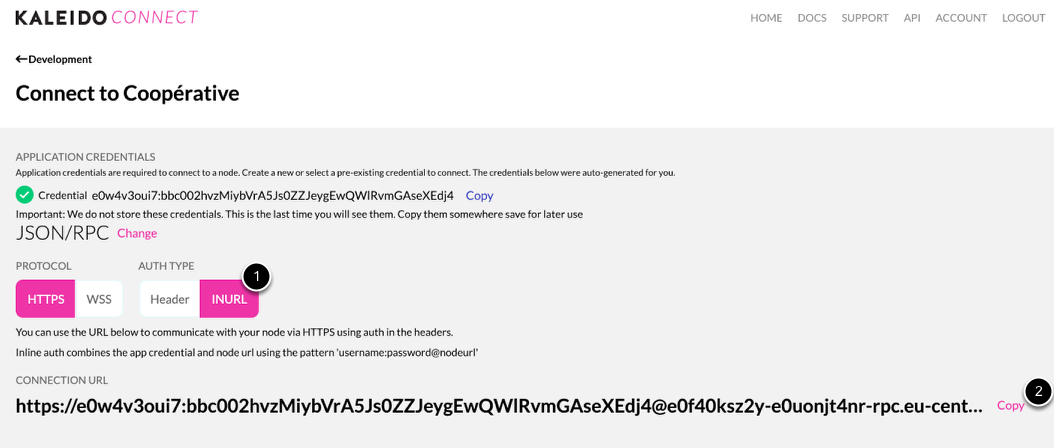 KALEIDO CONNECT
HOME DOCS SUPPORT API ACCOUNT LOGOUT
←Development
Connect to Coopérative
APPLICATION CREDENTIALS
Application credentials are required to connect to a node. Create a new or select a pre-existing credential to connect. The credentials below were auto-generated for you.
Credential e0w4v3oui7:bbc002hvzMiybVrA5Js0ZZJeygEwQWlRvmGAseXEdj4 Copy
Important: We do not store these credentials. This is the last time you will see them. Copy them somewhere save for later use
JSON/RPC Change
PROTOCOL AUTH TYPE
1
HTTPS WSS Header INURL
You can use the URL below to communicate with your node via HTTPS using auth in the headers.
Inline auth combines the app credential and node url using the pattern 'username:password@nodeurl'
CONNECTION URL
2
https://e0w4v3oui7:bbc002hvzMiybVrA5Js0ZZJeygEwQWlRvmGAseXEdj4@e0f40ksz2y-e0uonjt4nr-rpc.eu-cent... Copy